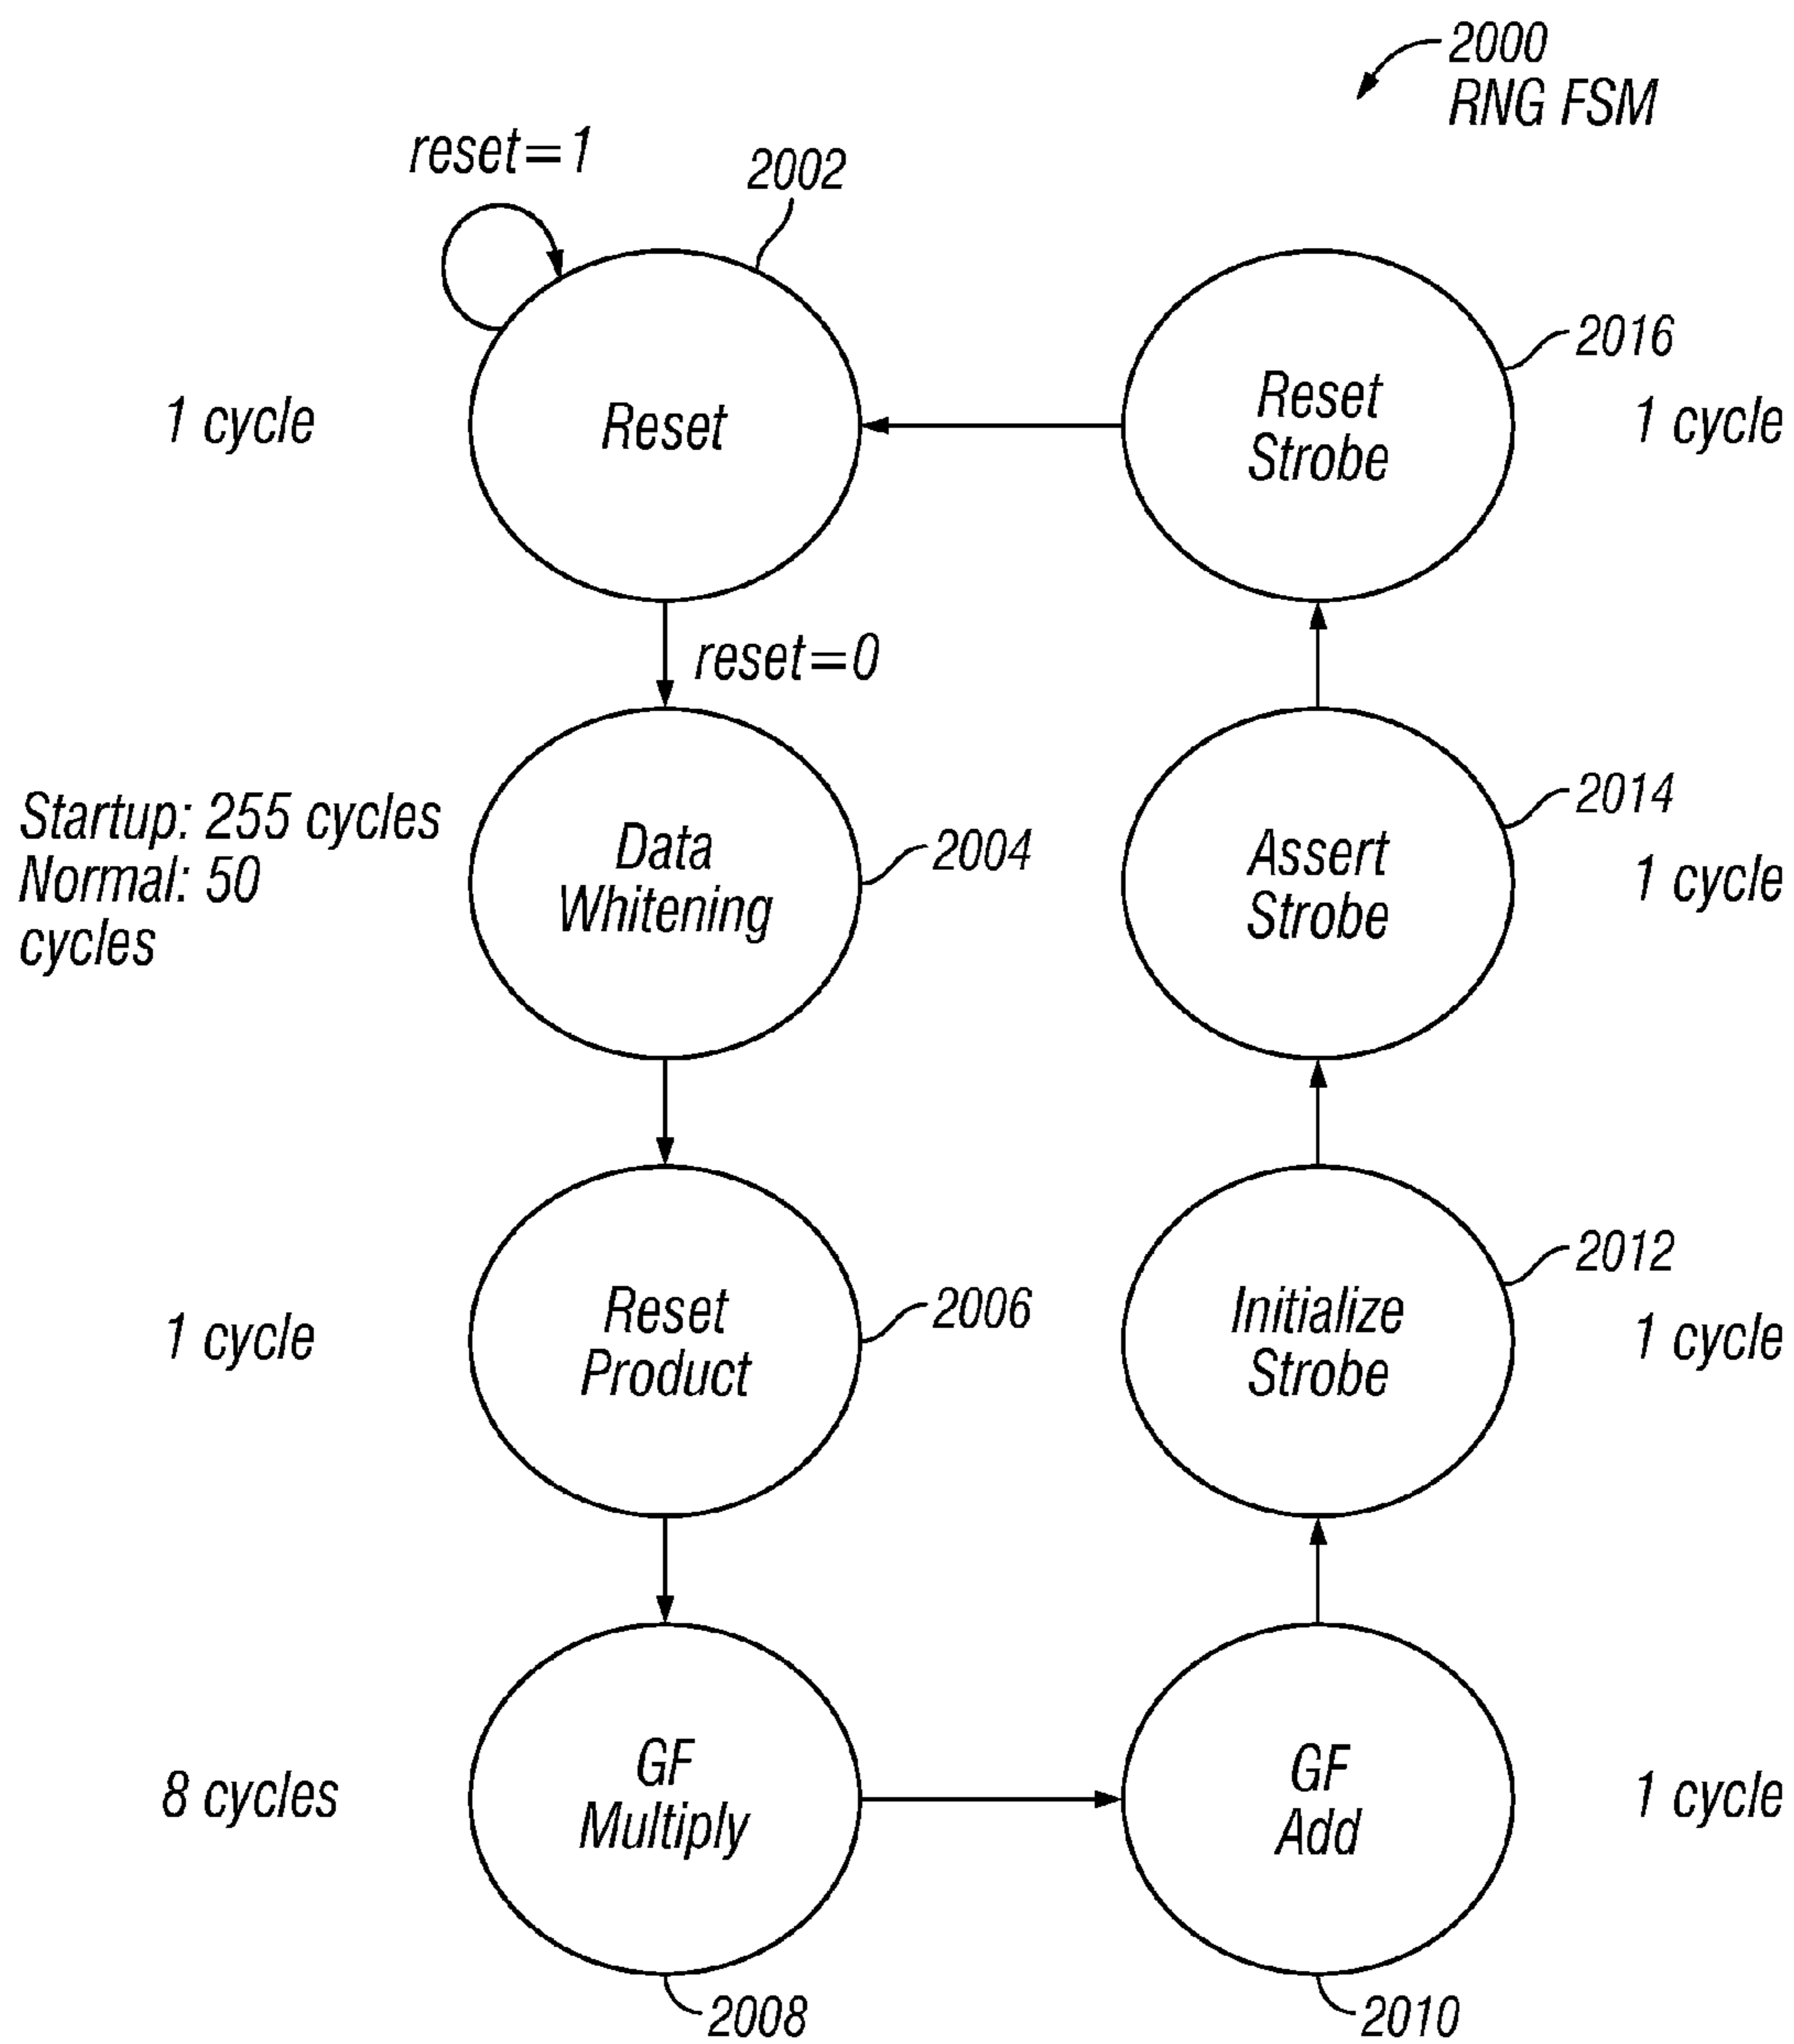 2000
RNG FSM
reset=1
2002
1 cycle
Reset
Reset
Strobe
2016
1 cycle
reset=0
Startup: 255 cycles
Normal: 50
cycles
Data
Whitening
2004
Assert
Strobe
2014
1 cycle
1 cycle
Reset
Product
2006
Initialize
Strobe
2012
1 cycle
8 cycles
GF
Multiply
2008
GF
Add
2010
1 cycle